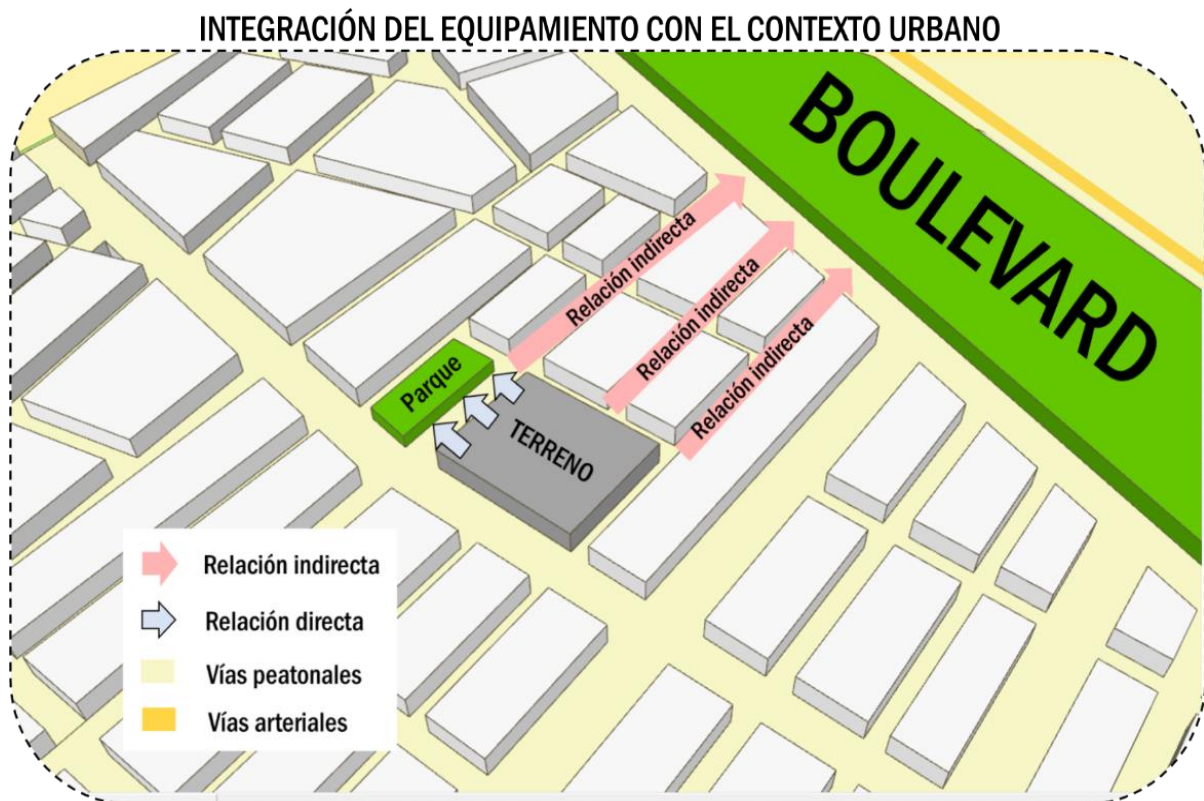 INTEGRACIÓN DEL EQUIPAMIENTO CON EL CONTEXTO URBANO
BOULEVARD
Relación indirecta
Relación indirecta
Relación indirecta
Parque
TERRENO
Relación indirecta
Relación directa
Vías peatonales
Vías arteriales